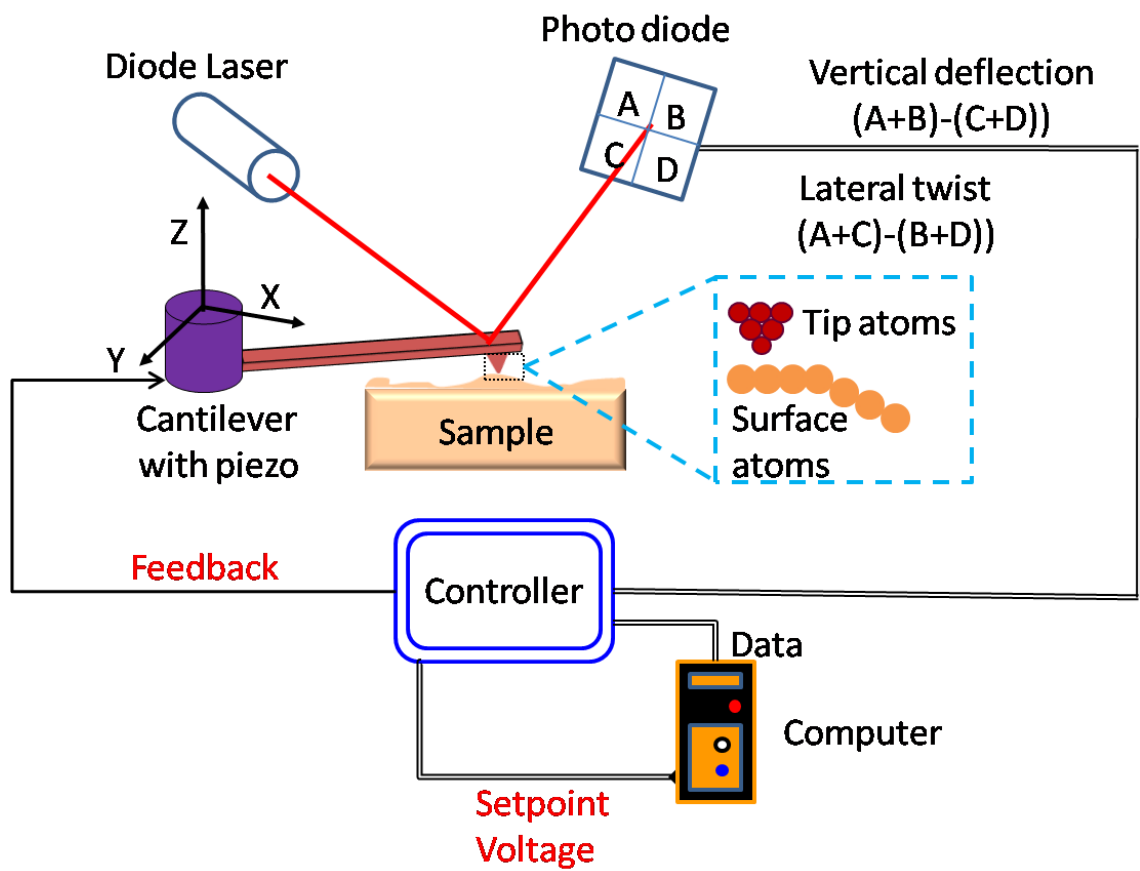 Photo diode
Diode Laser
A
B
C
D
Vertical deflection
(A+B)-(C+D))
Lateral twist
(A+C)-(B+D))
Z
X
Y
Tip atoms
Surface
atoms
Cantilever
with piezo
Sample
Feedback
Controller
Data
Computer
Setpoint
Voltage